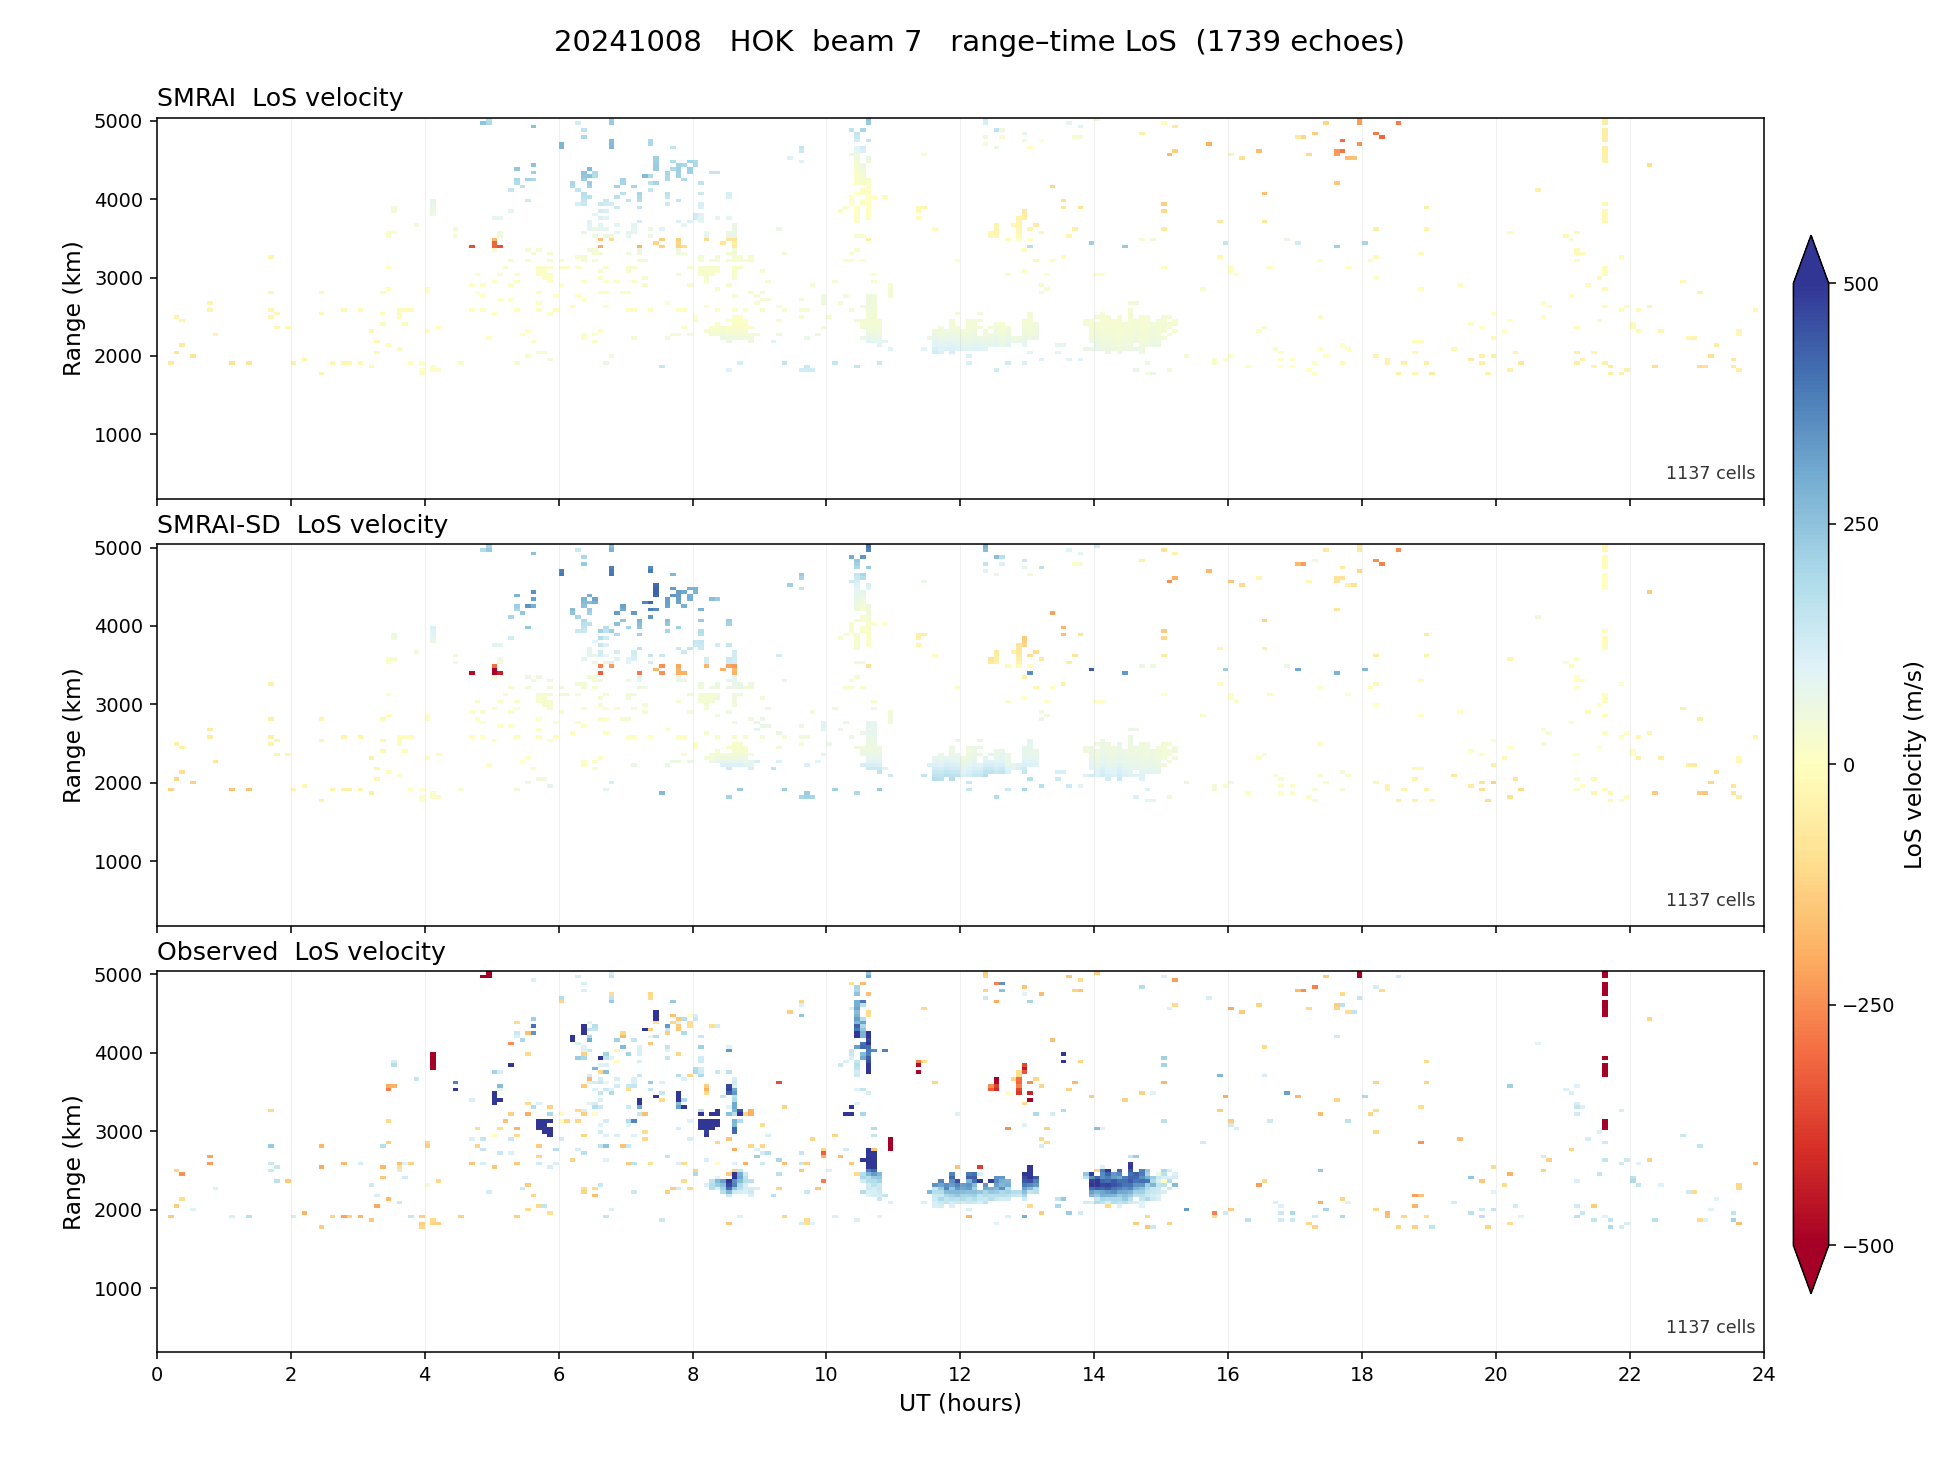 20241008   HOK  beam 7   range–time LoS  (1739 echoes)
SMRAI  LoS velocity
5000
4000
3000
2000
1000
Range (km)
1137 cells
SMRAI-SD  LoS velocity
5000
4000
3000
2000
1000
Range (km)
1137 cells
Observed  LoS velocity
5000
4000
3000
2000
1000
Range (km)
1137 cells
0 2 4 6 8 10 12 14 16 18 20 22 24
UT (hours)
500
250
0
−250
−500
LoS velocity (m/s)